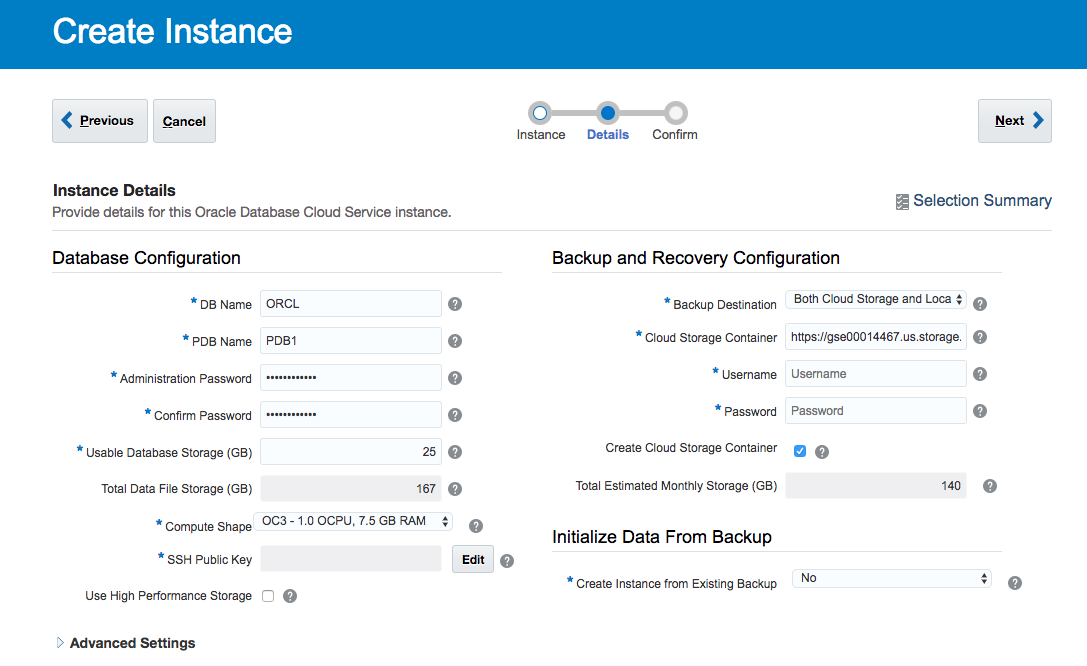 Create Instance
Previous
Cancel
Instance
Details
Confirm
Next
Instance Details
Provide details for this Oracle Database Cloud Service instance.
Selection Summary
Database Configuration
* DB Name ORCL ?
* PDB Name PDB1 ?
* Administration Password •••••••••••• ?
* Confirm Password •••••••••••• ?
* Usable Database Storage (GB) 25 ?
Total Data File Storage (GB) 167 ?
* Compute Shape OC3 - 1.0 OCPU, 7.5 GB RAM ?
* SSH Public Key Edit ?
Use High Performance Storage ?
Advanced Settings
Backup and Recovery Configuration
* Backup Destination Both Cloud Storage and Loca ?
* Cloud Storage Container https://gse00014467.us.storage. ?
* Username Username ?
* Password Password ?
Create Cloud Storage Container ?
Total Estimated Monthly Storage (GB) 140 ?
Initialize Data From Backup
* Create Instance from Existing Backup No ?